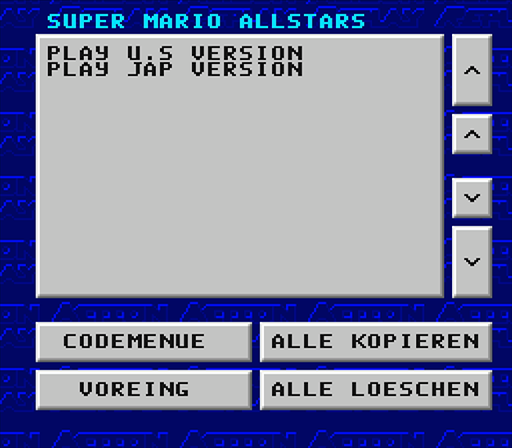 SUPER MARIO ALLSTARS
PLAY U.S VERSION
PLAY JAP VERSION
CODEMENUE
ALLE KOPIEREN
VOREING
ALLE LOESCHEN